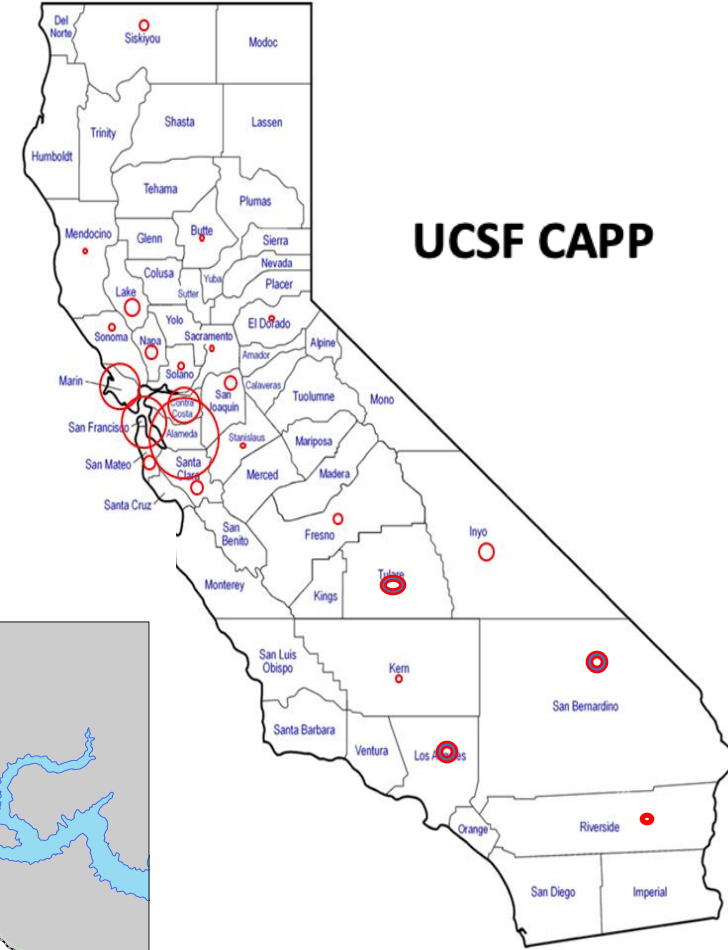 Del
Norte
Siskiyou
Modoc
Humboldt
Trinity
Shasta
Lassen
Tehama
Plumas
Mendocino
Glenn
Butte
Sierra
Nevada
Placer
Colusa
Yuba
Sutter
Lake
UCSF CAPP
Yolo
El Dorado
Sonoma
Napa
Sacramento
Alpine
Amador
Solano
Marin
San
Joaquin
Calaveras
Tuolumne
Mono
Contra
Costa
San Francisco
Alameda
Stanislaus
Mariposa
San Mateo
Santa
Clara
Merced
Madera
Santa Cruz
San
Benito
Fresno
Inyo
Monterey
Kings
Tulare
San Luis
Obispo
Kern
San Bernardino
Santa Barbara
Ventura
Los Angeles
Orange
Riverside
San Diego
Imperial